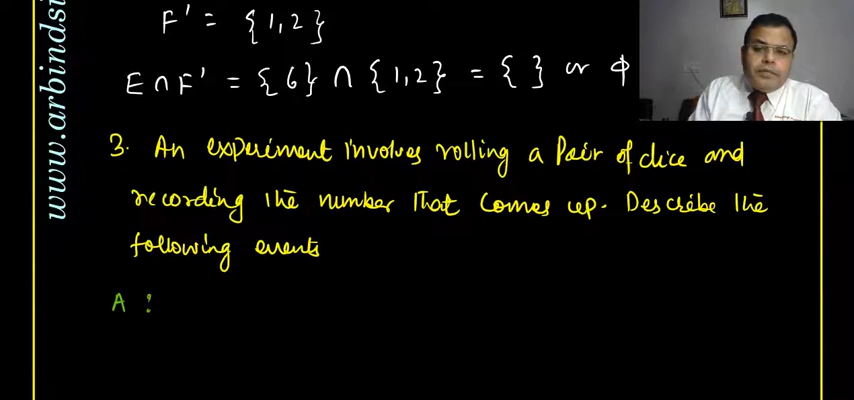 F' = {1,2}
E∩F' = {6} ∩ {1,2} = { } or Φ
3. An experiment involves rolling a Pair of dice and
recording the number that comes up. Describe the
following events
A :
www.arbindsi